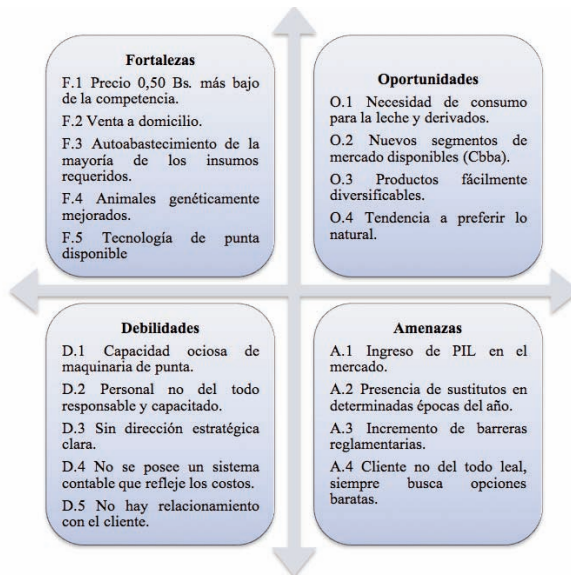 Fortalezas
F.1 Precio 0,50 Bs. más bajo
de la competencia.
F.2 Venta a domicilio.
F.3 Autoabastecimiento de la
mayoría de los insumos
requeridos.
F.4 Animales genéticamente
mejorados.
F.5 Tecnología de punta
disponible
Oportunidades
O.1 Necesidad de consumo
para la leche y derivados.
O.2 Nuevos segmentos de
mercado disponibles (Cbba).
O.3 Productos fácilmente
diversificables.
O.4 Tendencia a preferir lo
natural.
Debilidades
D.1 Capacidad ociosa de
maquinaria de punta.
D.2 Personal no del todo
responsable y capacitado.
D.3 Sin dirección estratégica
clara.
D.4 No se posee un sistema
contable que refleje los costos.
D.5 No hay relacionamiento
con el cliente.
Amenazas
A.1 Ingreso de PIL en el
mercado.
A.2 Presencia de sustitutos en
determinadas épocas del año.
A.3 Incremento de barreras
reglamentarias.
A.4 Cliente no del todo leal,
siempre busca opciones
baratas.